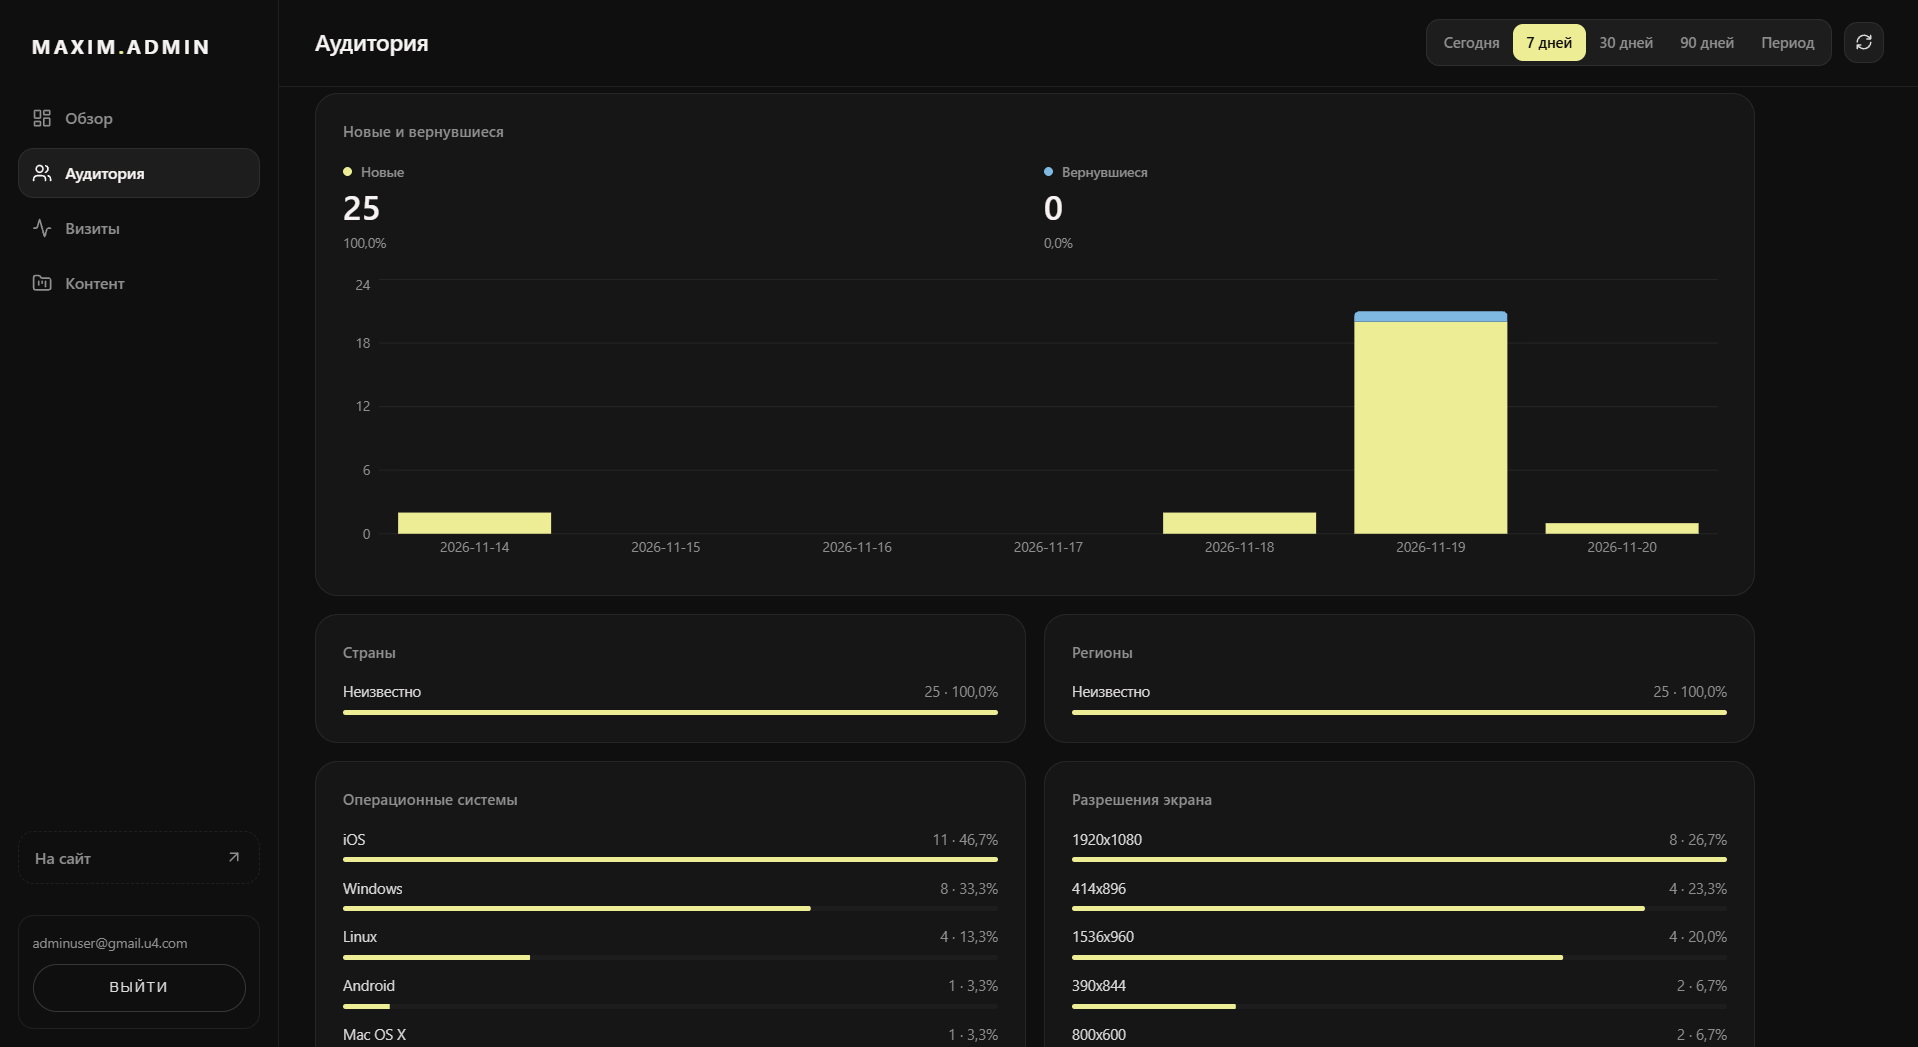 MAXIM.ADMIN
Обзор
Аудитория
Визиты
Контент
На сайт
adminuser@gmail.u4.com
ВЫЙТИ
Аудитория
Сегодня 7 дней 30 дней 90 дней Период
Новые и вернувшиеся
Новые
25
100,0%
Вернувшиеся
0
0,0%
24
18
12
6
0
2026-11-14 2026-11-15 2026-11-16 2026-11-17 2026-11-18 2026-11-19 2026-11-20
Страны
Неизвестно 25 · 100,0%
Регионы
Неизвестно 25 · 100,0%
Операционные системы
iOS 11 · 46,7%
Windows 8 · 33,3%
Linux 4 · 13,3%
Android 1 · 3,3%
Mac OS X 1 · 3,3%
Разрешения экрана
1920x1080 8 · 26,7%
414x896 4 · 23,3%
1536x960 4 · 20,0%
390x844 2 · 6,7%
800x600 2 · 6,7%